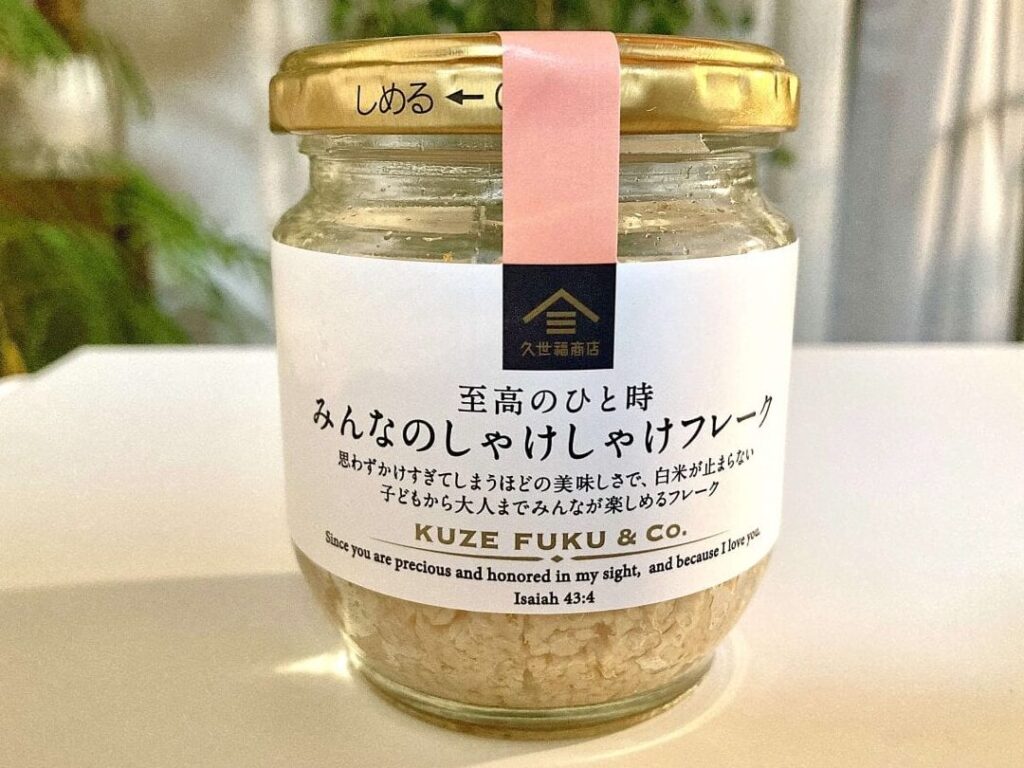 しめる ←
久世福商店
至高のひと時
みんなのしゃけしゃけフレーク
思わずかけすぎてしまうほどの美味しさで、白米が止まらない
子どもから大人までみんなが楽しめるフレーク
KUZE FUKU & Co.
Since you are precious and honored in my sight, and because I love you.
Isaiah 43:4